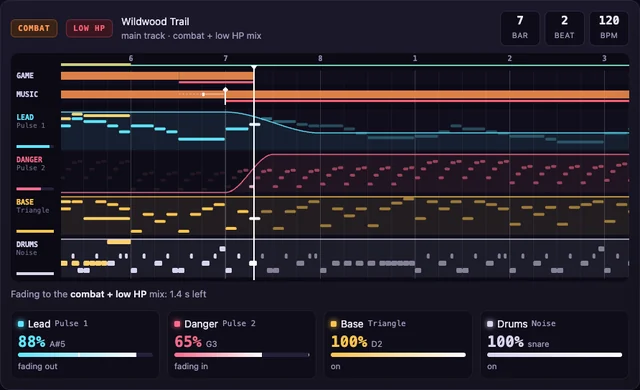 COMBAT
LOW HP
Wildwood Trail
main track · combat + low HP mix
7
BAR
2
BEAT
120
BPM
6
7
8
1
2
3
GAME
MUSIC
LEAD
Pulse 1
DANGER
Pulse 2
BASE
Triangle
DRUMS
Noise
Fading to the combat + low HP mix: 1.4 s left
Lead Pulse 1
88% A#5
fading out
Danger Pulse 2
65% G3
fading in
Base Triangle
100% D2
on
Drums Noise
100% snare
on